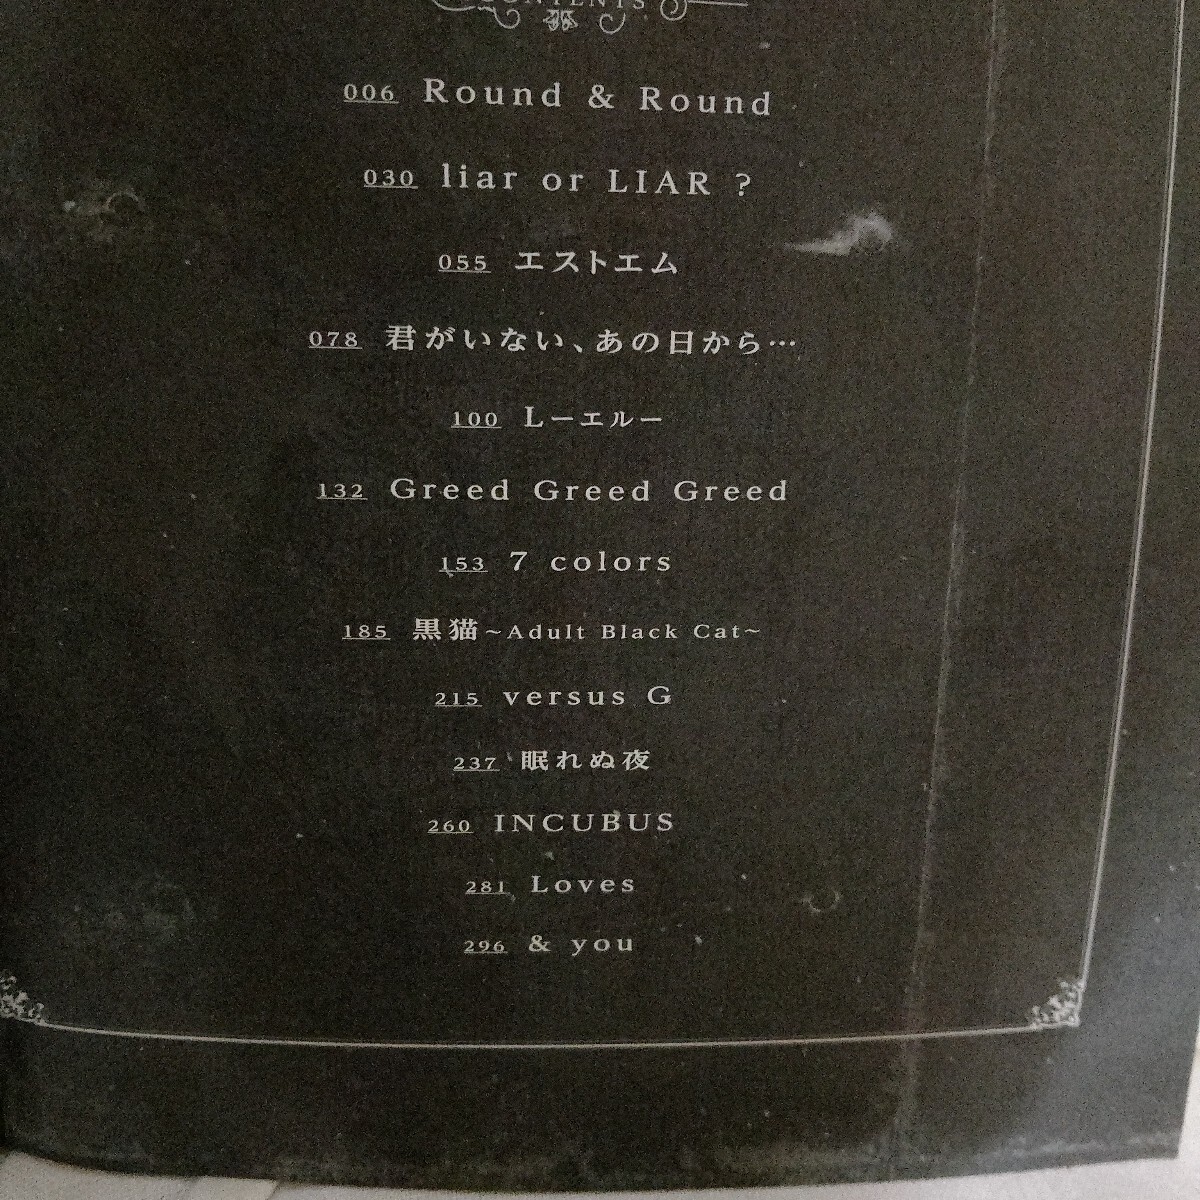 CONTENTS
006 Round & Round
030 liar or LIAR ?
055 エストエム
078 君がいない、あの日から…
100 Lーエルー
132 Greed Greed Greed
153 7 colors
185 黒猫~Adult Black Cat~
215 versus G
237 眠れぬ夜
260 INCUBUS
281 Loves
296 & you